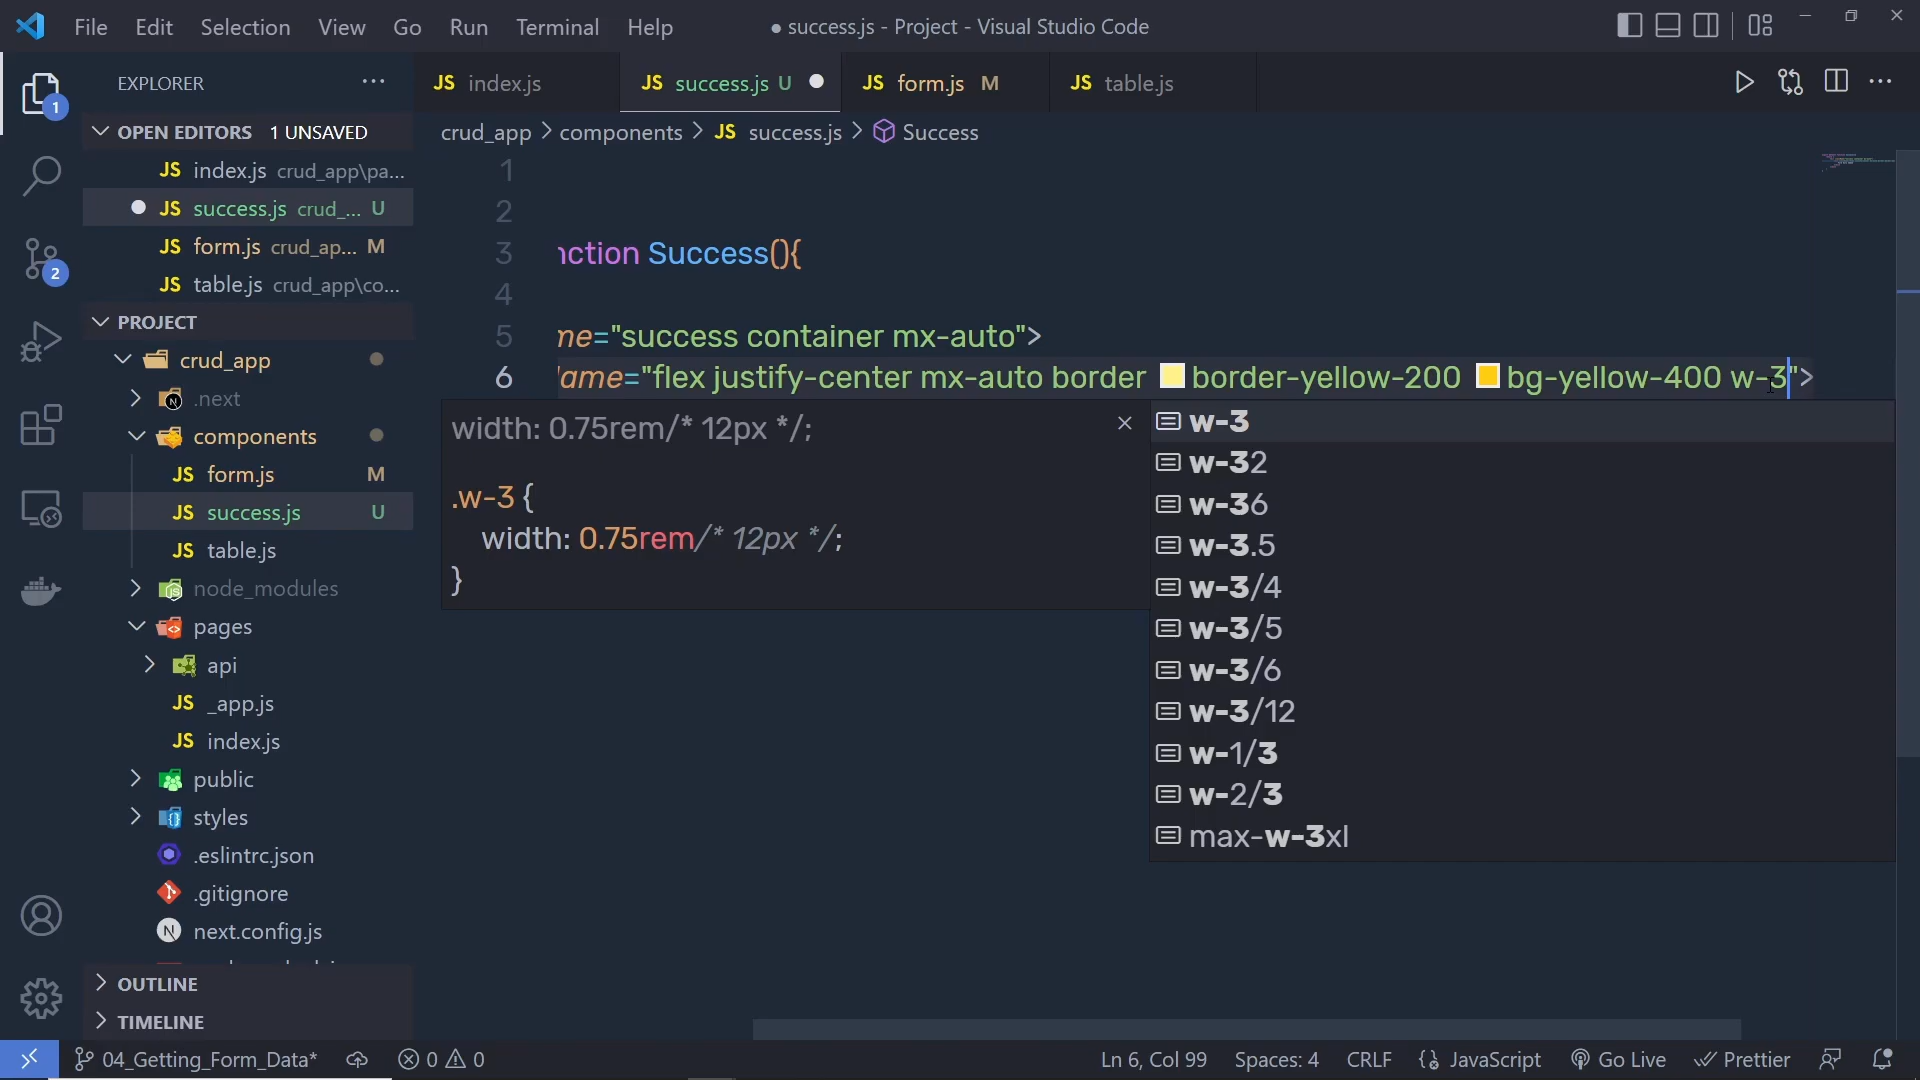 File Edit Selection View Go Run Terminal Help
● success.js - Project - Visual Studio Code
EXPLORER
JS index.js
JS success.js U
JS form.js M
JS table.js
1
OPEN EDITORS 1 UNSAVED
JS index.js crud_app\pa...
JS success.js crud_... U
JS form.js crud_ap... M
JS table.js crud_app\co...
2
PROJECT
crud_app
.next
components
JS form.js M
JS success.js U
JS table.js
node_modules
pages
api
JS _app.js
JS index.js
public
styles
.eslintrc.json
.gitignore
next.config.js
OUTLINE
TIMELINE
crud_app > components > JS success.js > Success
1
2
3 nction Success(){
4
5 me="success container mx-auto">
6 lame="flex justify-center mx-auto border border-yellow-200 bg-yellow-400 w-3">
width: 0.75rem/* 12px */;
.w-3 {
width: 0.75rem/* 12px */;
}
w-3
w-32
w-36
w-3.5
w-3/4
w-3/5
w-3/6
w-3/12
w-1/3
w-2/3
max-w-3xl
04_Getting_Form_Data* 0 0 Ln 6, Col 99 Spaces: 4 CRLF JavaScript Go Live Prettier